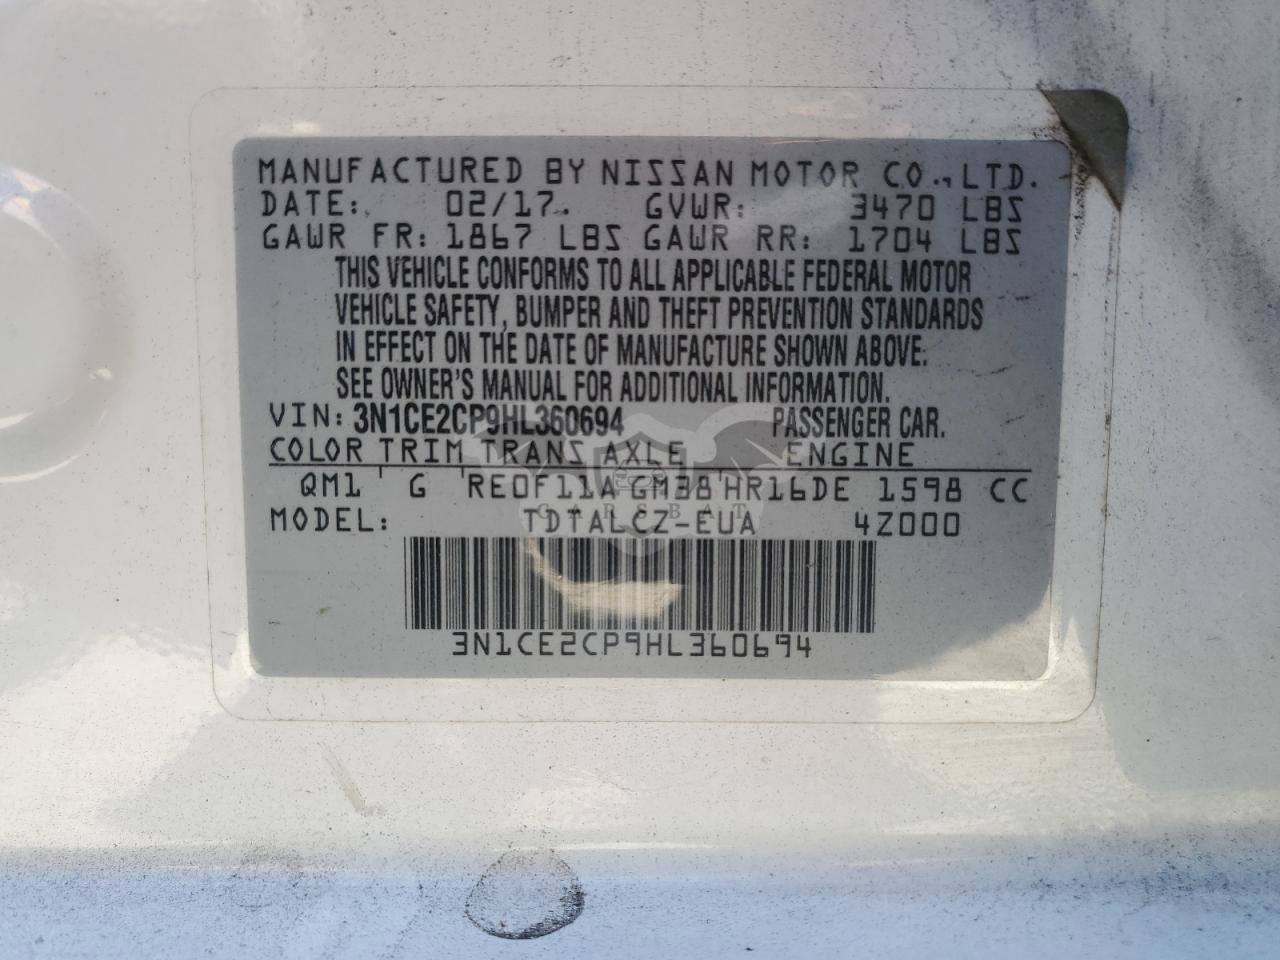 MANUFACTURED BY NISSAN MOTOR CO., LTD.
DATE: 02/17. GVWR: 3470 LBS
GAWR FR: 1867 LBS GAWR RR: 1704 LBS
THIS VEHICLE CONFORMS TO ALL APPLICABLE FEDERAL MOTOR
VEHICLE SAFETY, BUMPER AND THEFT PREVENTION STANDARDS
IN EFFECT ON THE DATE OF MANUFACTURE SHOWN ABOVE.
SEE OWNER'S MANUAL FOR ADDITIONAL INFORMATION.
VIN: 3N1CE2CP9HL360694 PASSENGER CAR.
COLOR TRIM TRANS AXLE ENGINE
QM1 G RE0F11A GM38 HR16DE 1598 CC
CARSBAT
MODEL: TDTALCZ-EUA 4Z000
3N1CE2CP9HL360694